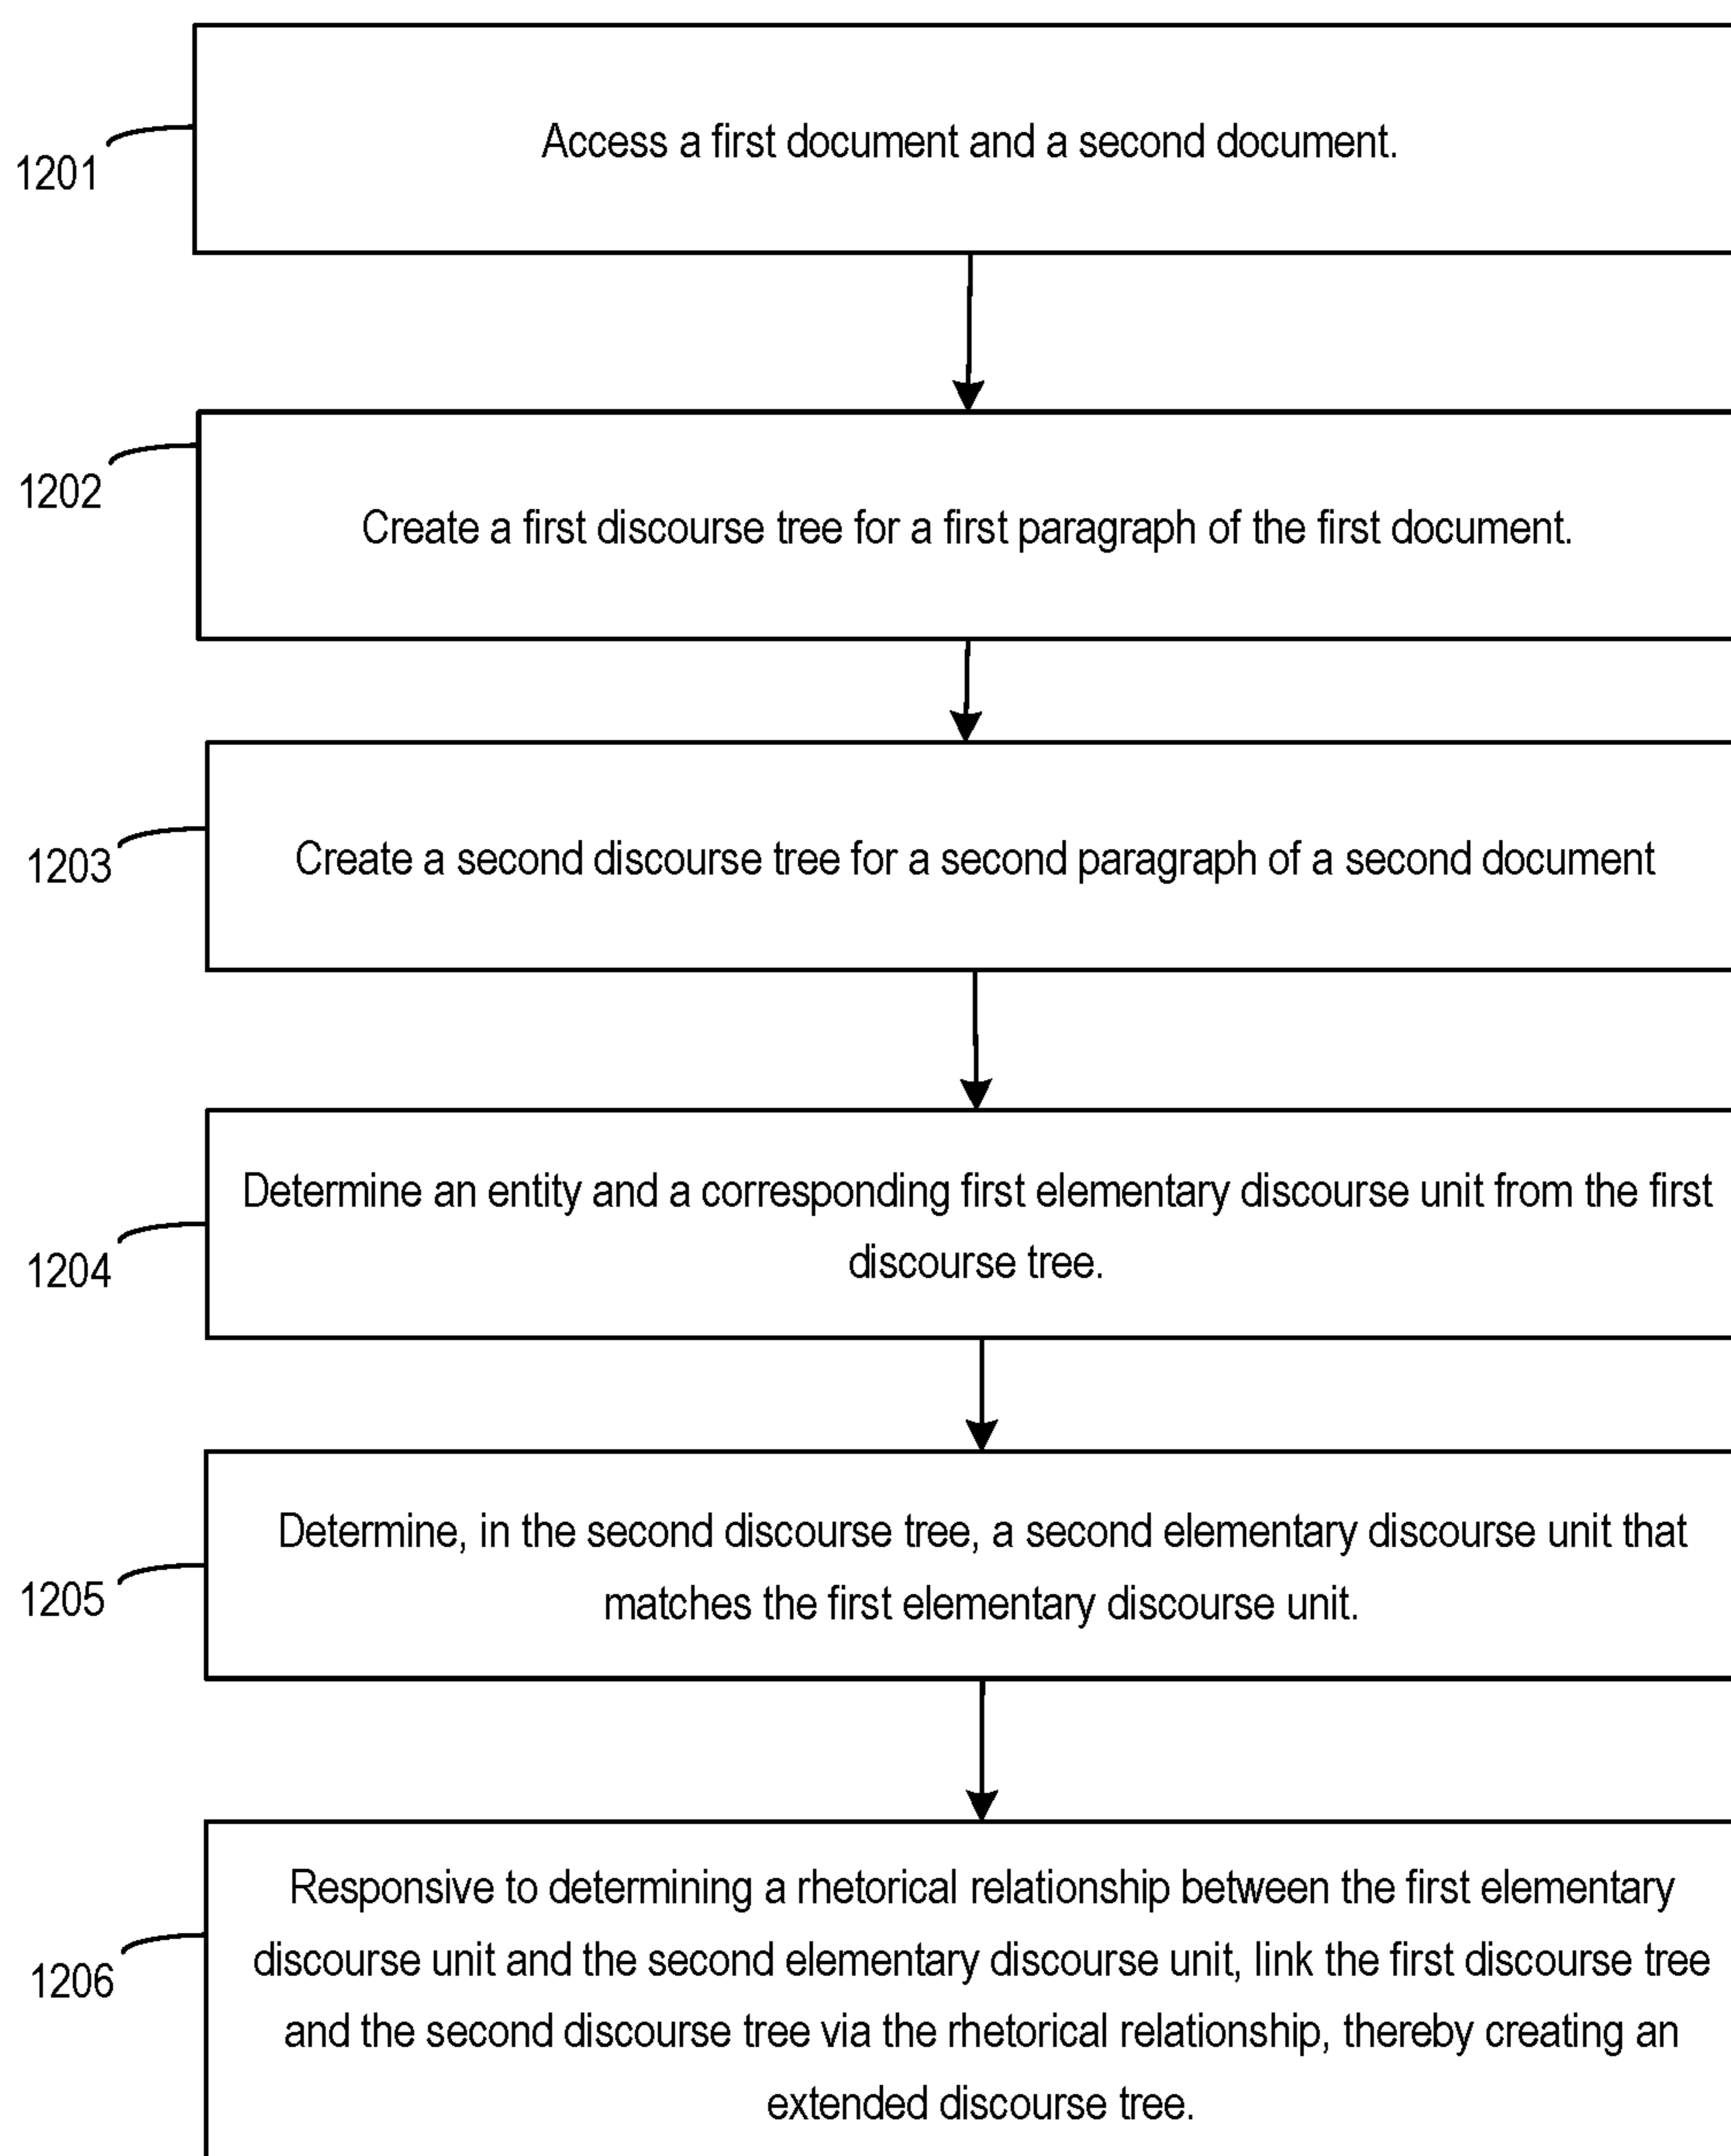 Access a first document and a second document.
1201
Create a first discourse tree for a first paragraph of the first document.
1202
Create a second discourse tree for a second paragraph of a second document
1203
Determine an entity and a corresponding first elementary discourse unit from the first
discourse tree.
1204
Determine, in the second discourse tree, a second elementary discourse unit that
matches the first elementary discourse unit.
1205
Responsive to determining a rhetorical relationship between the first elementary
discourse unit and the second elementary discourse unit, link the first discourse tree
and the second discourse tree via the rhetorical relationship, thereby creating an
extended discourse tree.
1206